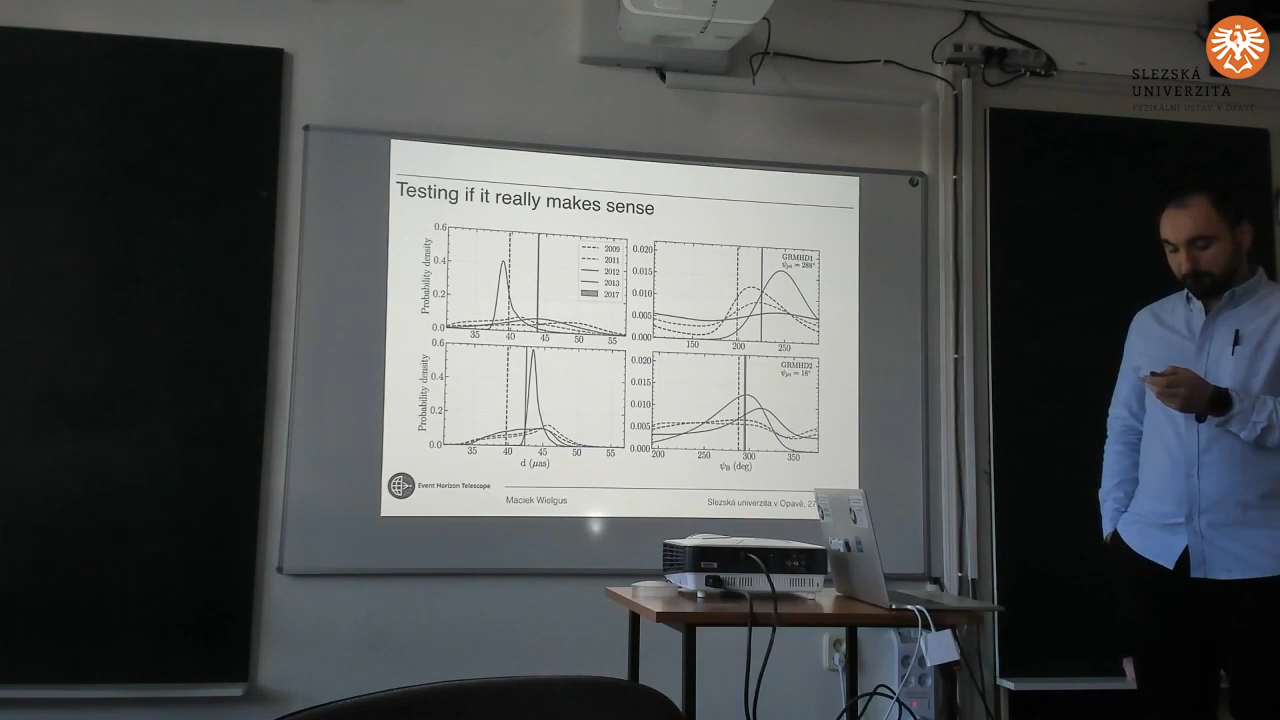 SLEZSKÁ
UNIVERZITA
FYZIKÁLNÍ ÚSTAV V OPAVĚ
Testing if it really makes sense
Probability density
0.6
0.4
0.2
0.0
35 40 45 50 55
2009
2011
2012
2013
2017
0.020
0.015
0.010
0.005
0.000
150 200 250
GRMHD1
ψjet = 288°
Probability density
0.6
0.4
0.2
0.0
35 40 45 50 55
d (μas)
0.020
0.015
0.010
0.005
0.000
200 250 300 350
ψB (deg)
GRMHD2
ψjet = 18°
Event Horizon Telescope
Maciek Wielgus
Slezská univerzita v Opavě,